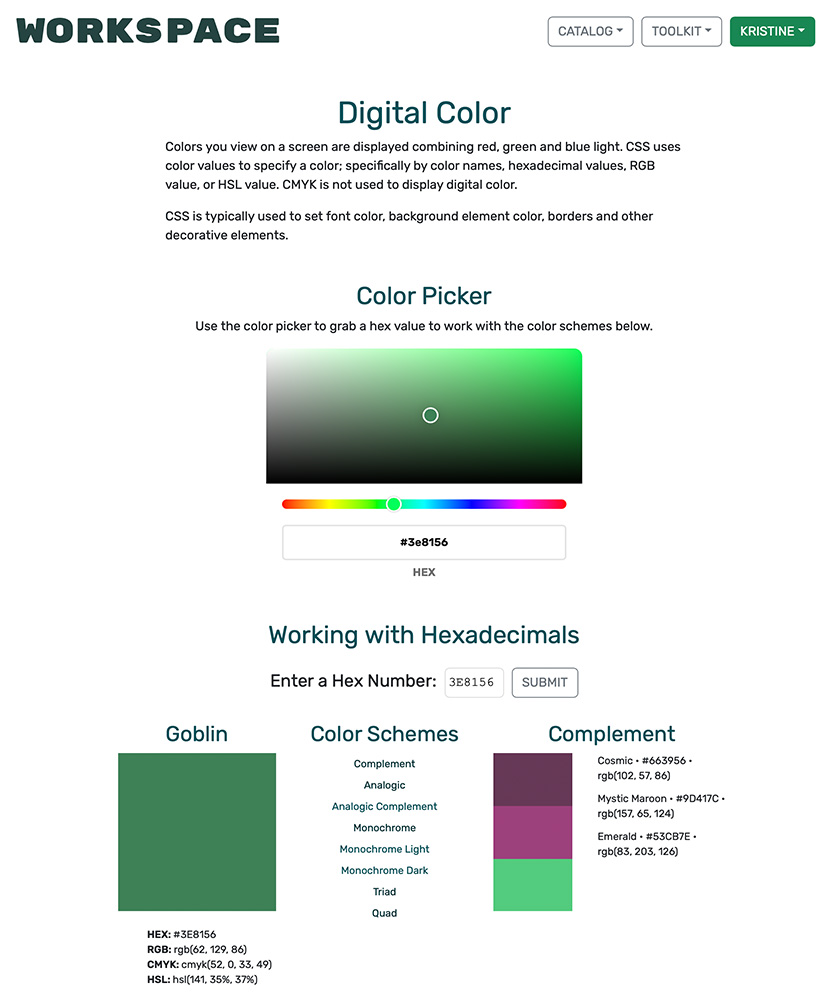 WORKSPACE
CATALOG
TOOLKIT
KRISTINE
Digital Color
Colors you view on a screen are displayed combining red, green and blue light. CSS uses
color values to specify a color; specifically by color names, hexadecimal values, RGB
value, or HSL value. CMYK is not used to display digital color.
CSS is typically used to set font color, background element color, borders and other
decorative elements.
Color Picker
Use the color picker to grab a hex value to work with the color schemes below.
#3e8156
HEX
Working with Hexadecimals
Enter a Hex Number: 3E8156 SUBMIT
Goblin
HEX: #3E8156
RGB: rgb(62, 129, 86)
CMYK: cmyk(52, 0, 33, 49)
HSL: hsl(141, 35%, 37%)
Color Schemes
Complement
Analogic
Analogic Complement
Monochrome
Monochrome Light
Monochrome Dark
Triad
Quad
Complement
Cosmic • #663956 •
rgb(102, 57, 86)
Mystic Maroon • #9D417C •
rgb(157, 65, 124)
Emerald • #53CB7E •
rgb(83, 203, 126)